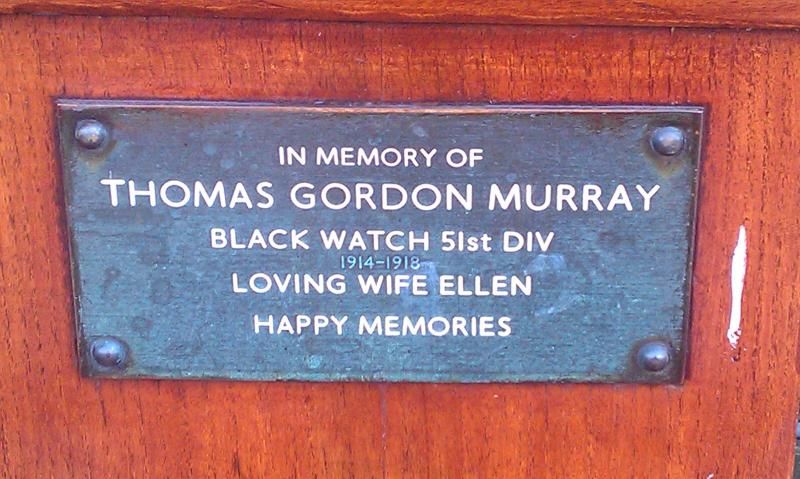 IN MEMORY OF
THOMAS GORDON MURRAY
BLACK WATCH 51st DIV
1914-1918
LOVING WIFE ELLEN
HAPPY MEMORIES